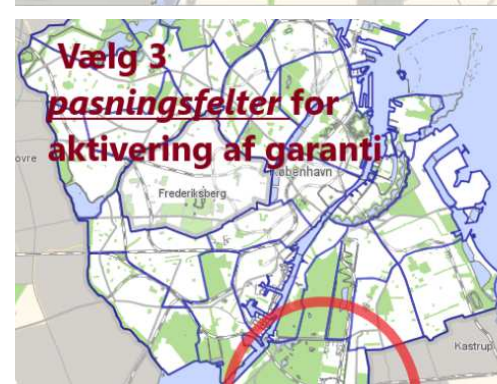 Vælg 3
pasningsfelter for
aktivering af garanti
København
Frederiksberg
Kastrup